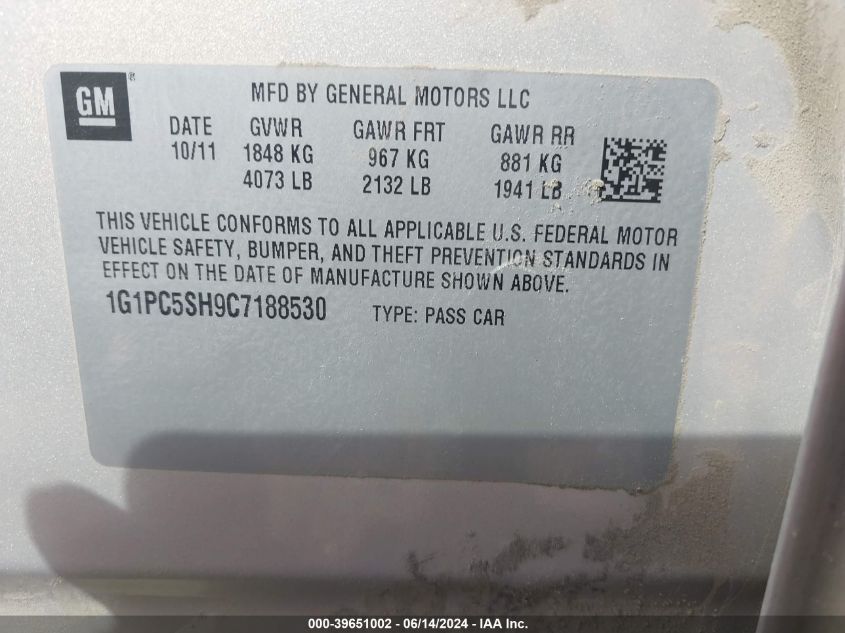 GM ®
MFD BY GENERAL MOTORS LLC
DATE GVWR GAWR FRT GAWR RR
10/11 1848 KG 967 KG 881 KG
4073 LB 2132 LB 1941 LB
THIS VEHICLE CONFORMS TO ALL APPLICABLE U.S. FEDERAL MOTOR
VEHICLE SAFETY, BUMPER, AND THEFT PREVENTION STANDARDS IN
EFFECT ON THE DATE OF MANUFACTURE SHOWN ABOVE.
1G1PC5SH9C7188530 TYPE: PASS CAR
000-39651002 - 06/14/2024 - IAA Inc.